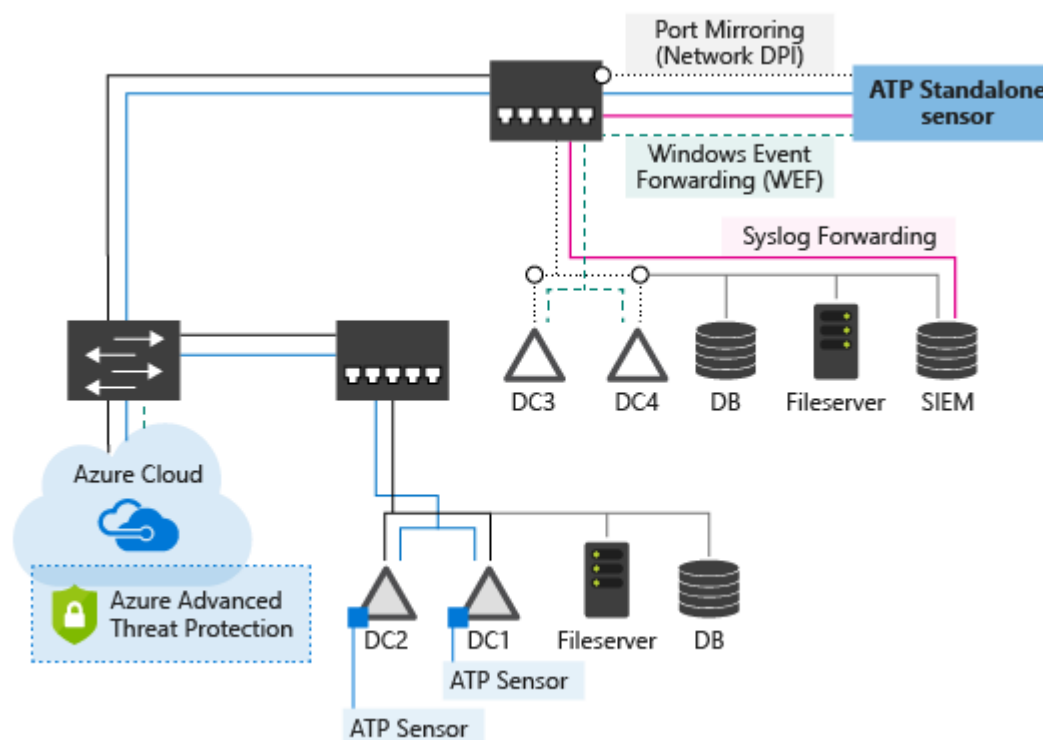 Port Mirroring
(Network DPI)
ATP Standalone
sensor
Windows Event
Forwarding (WEF)
Syslog Forwarding
DC3
DC4
DB
Fileserver
SIEM
Azure Cloud
Azure Advanced
Threat Protection
DC2
DC1
Fileserver
DB
ATP Sensor
ATP Sensor